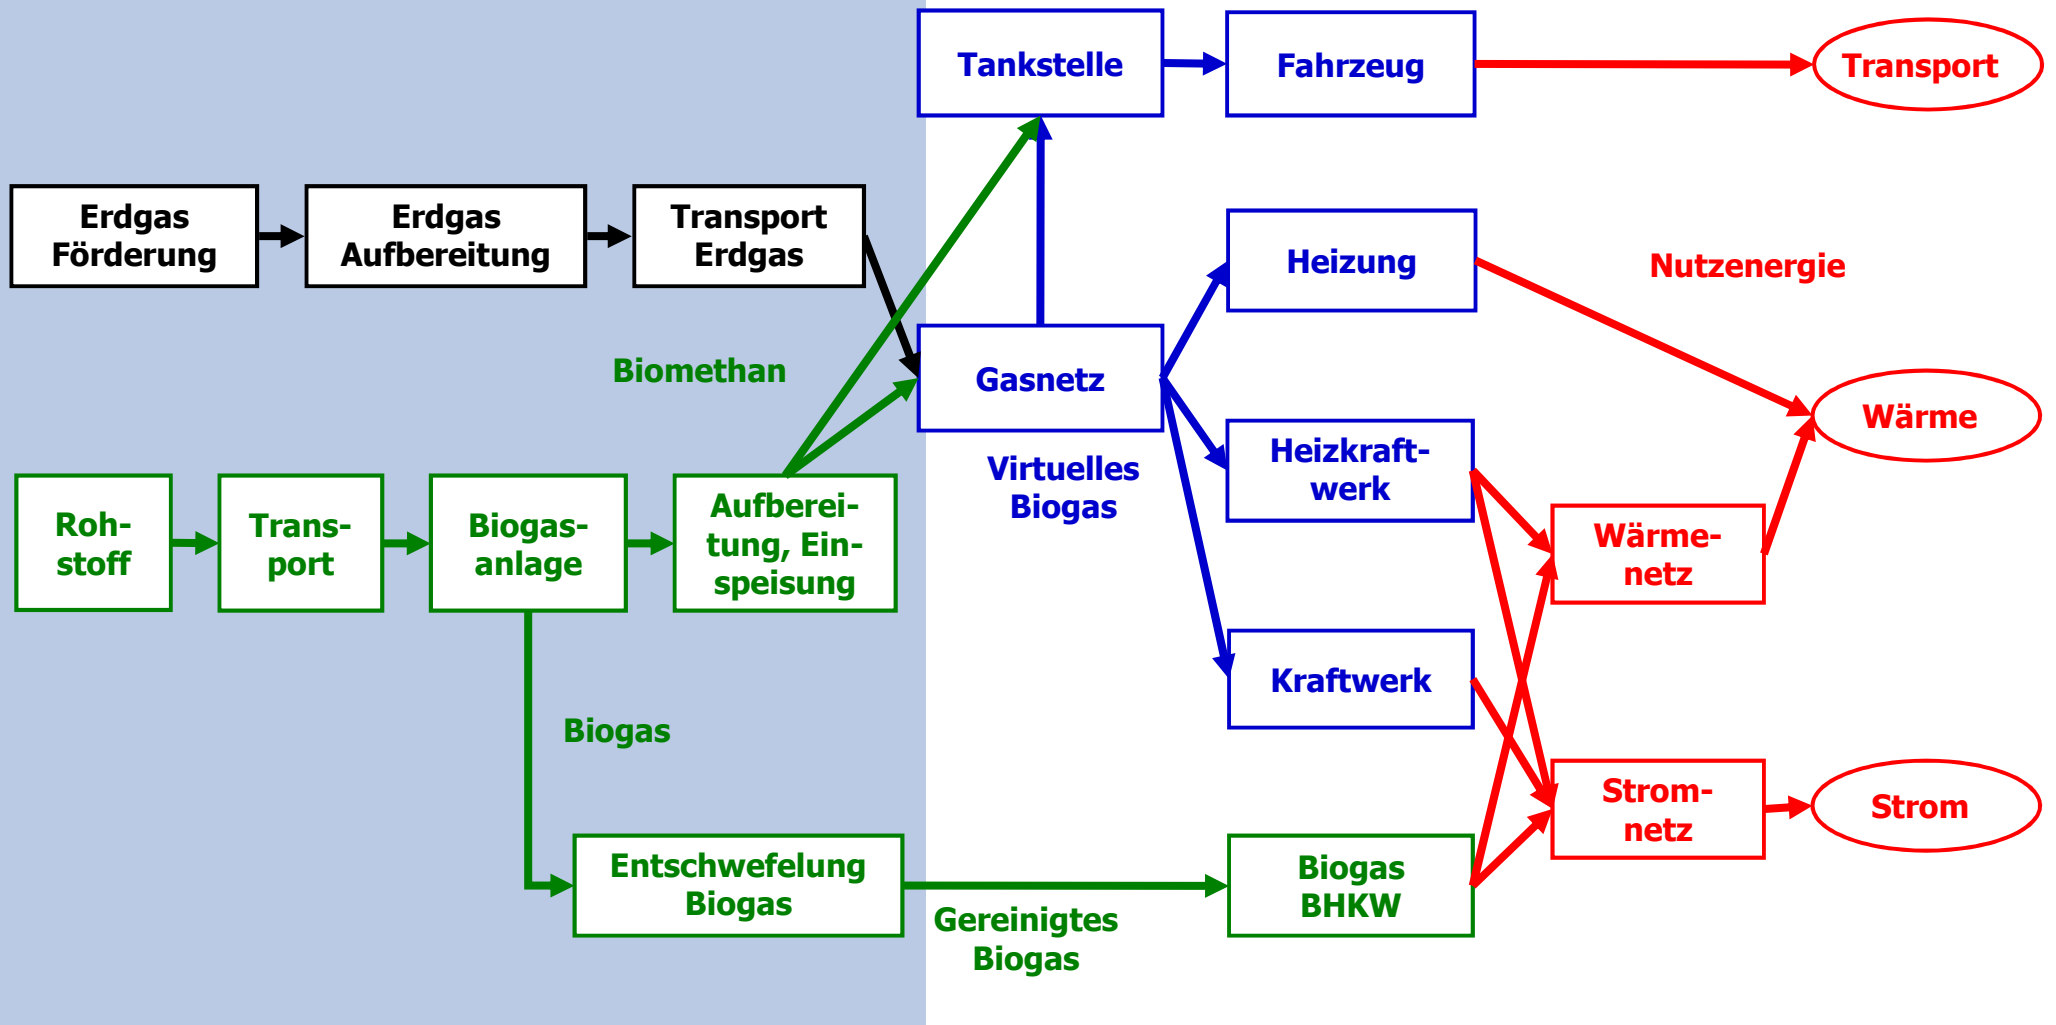 Tankstelle
Fahrzeug
Transport
Erdgas
Förderung
Erdgas
Aufbereitung
Transport
Erdgas
Heizung
Nutzenergie
Biomethan
Gasnetz
Wärme
Virtuelles
Biogas
Heizkraft-
werk
Roh-
stoff
Trans-
port
Biogas-
anlage
Aufberei-
tung, Ein-
speisung
Wärme-
netz
Kraftwerk
Biogas
Strom-
netz
Strom
Entschwefelung
Biogas
Gereinigtes
Biogas
Biogas
BHKW